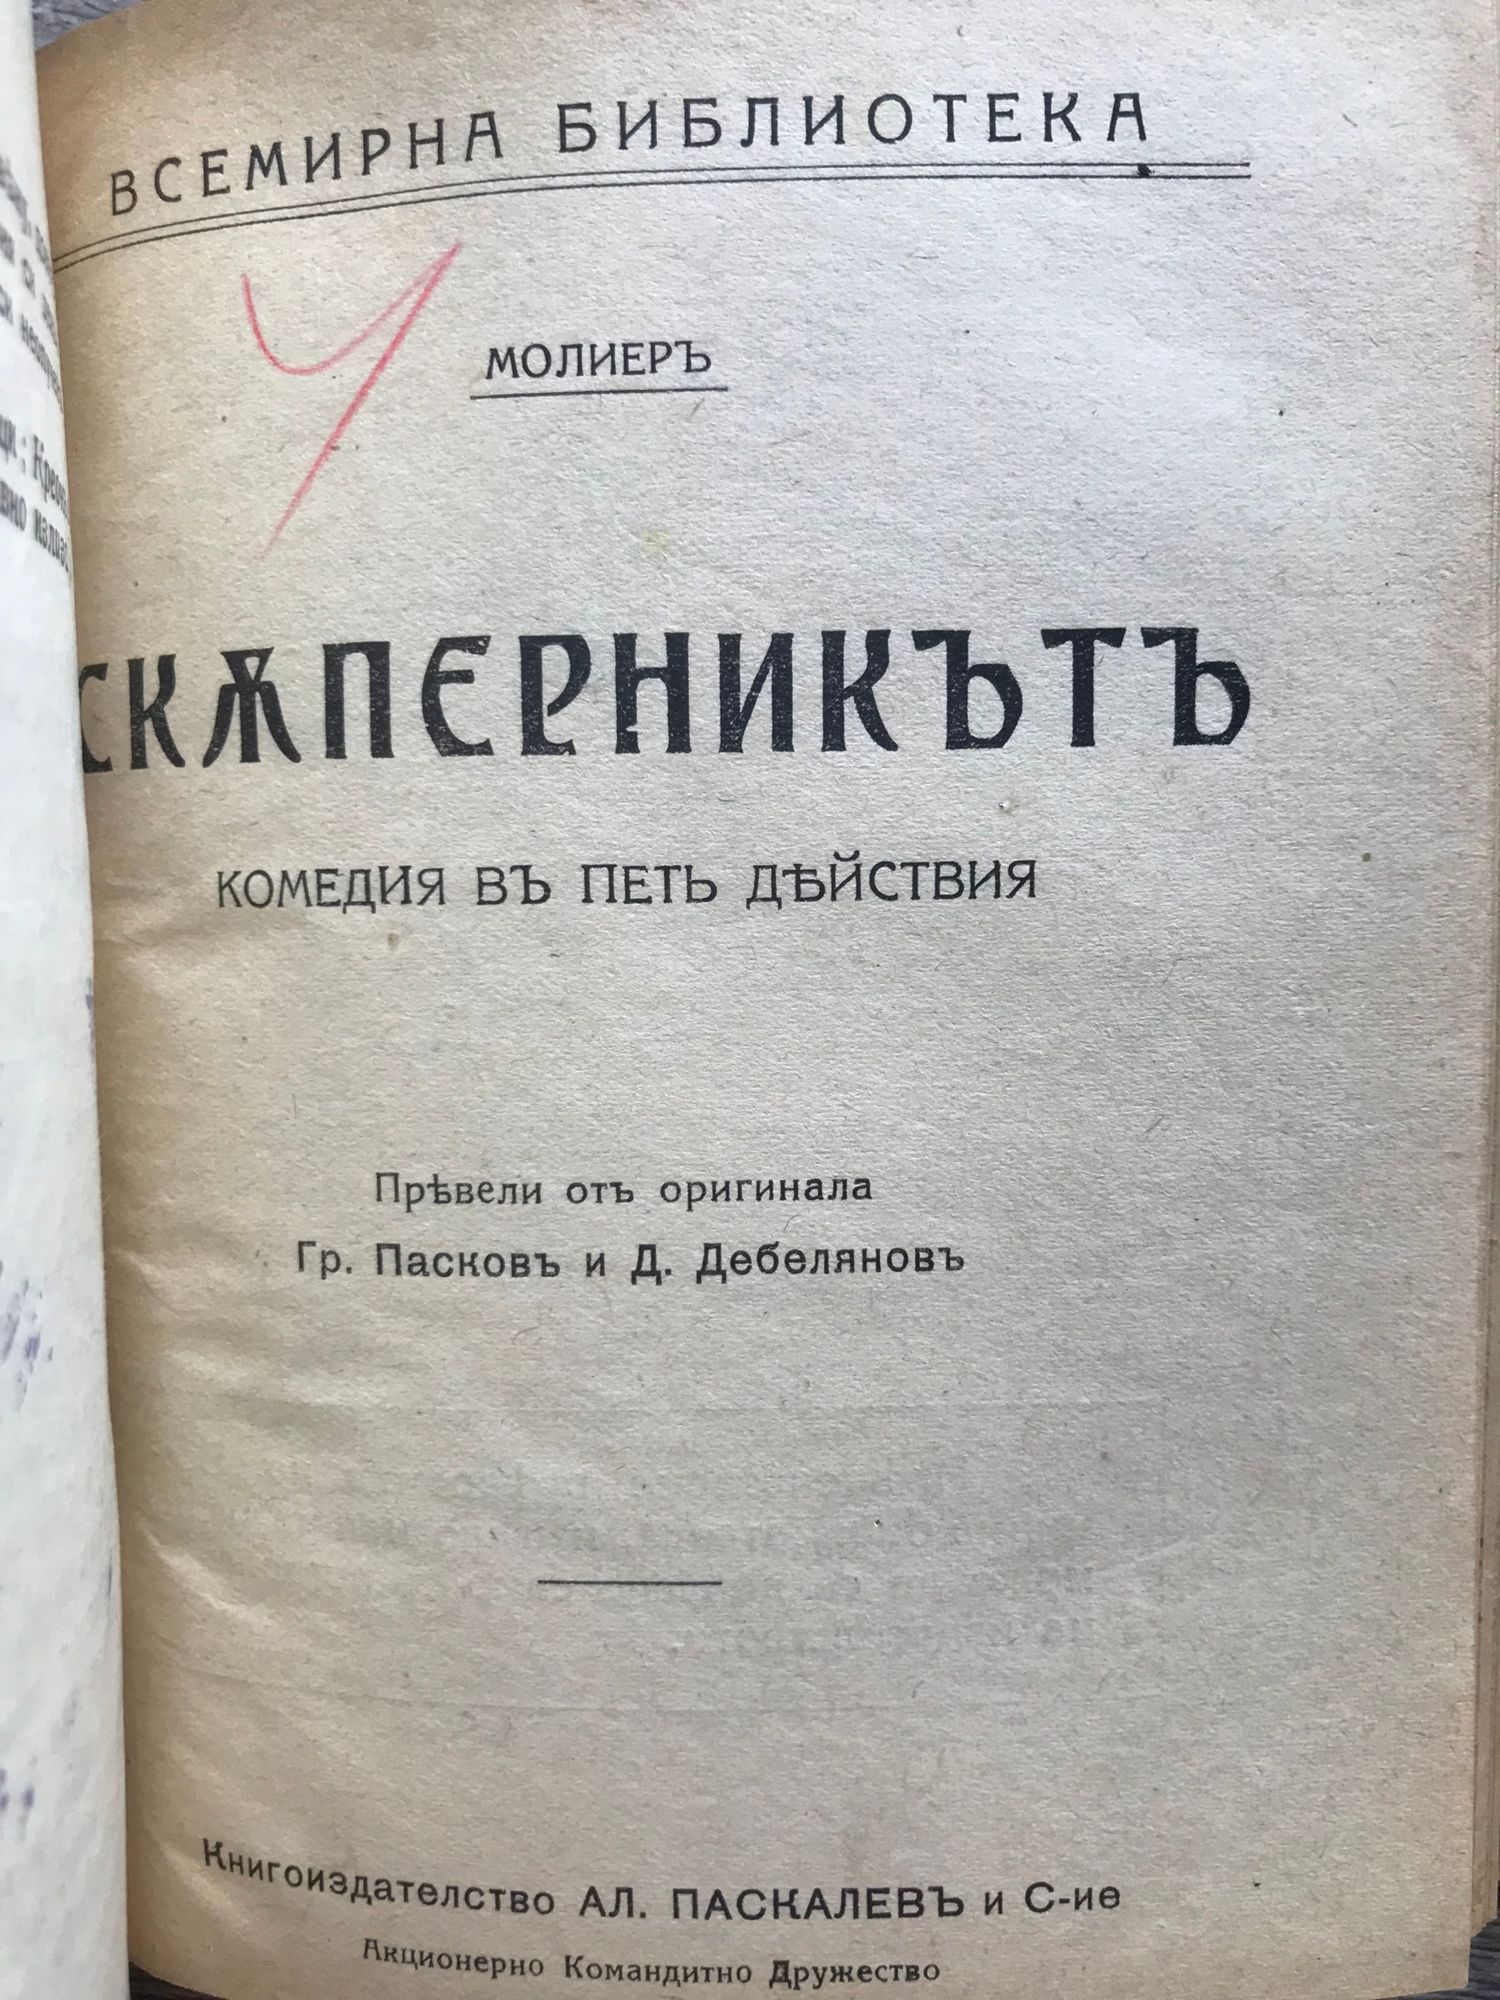 ВСЕМИРНА БИБЛИОТЕКА
МОЛИЕРЪ
СКѪПЕРНИКЪТЪ
КОМЕДИЯ ВЪ ПЕТЬ ДѢЙСТВИЯ
Прѣвели отъ оригинала
Гр. Пасковъ и Д. Дебеляновъ
Книгоиздателство АЛ. ПАСКАЛЕВЪ и С-ие
Акционерно Командитно Дружество